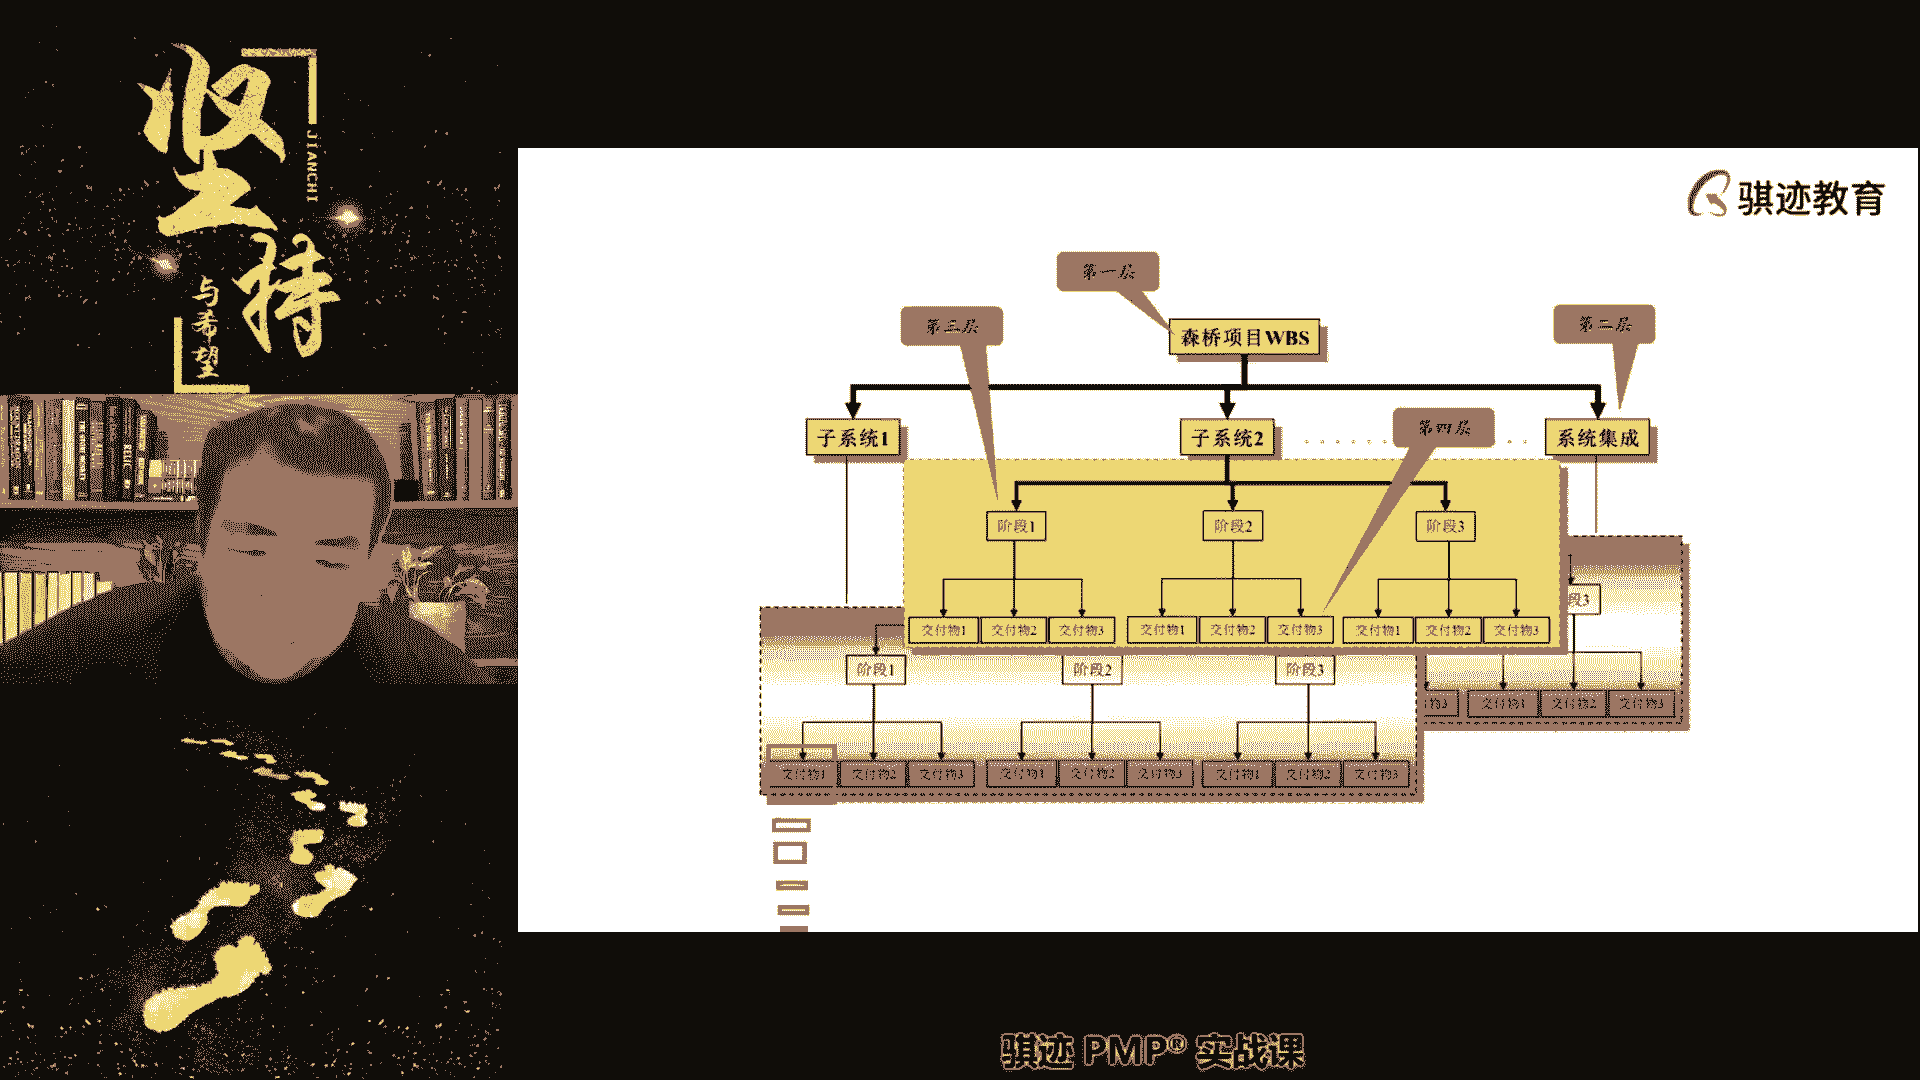 坚持
JIANCHI
与希望
骐迹教育
第一层
第三层
第二层
森桥项目WBS
第四层
子系统1
子系统2
系统集成
阶段1
阶段2
阶段3
段3
交付物1
交付物2
交付物3
交付物1
交付物2
交付物3
交付物1
交付物2
交付物3
阶段1
阶段2
阶段3
物3
交付物1
交付物2
交付物3
交付物1
交付物2
交付物3
交付物1
交付物2
交付物3
交付物1
交付物2
交付物3
骐迹 PMP® 实战课